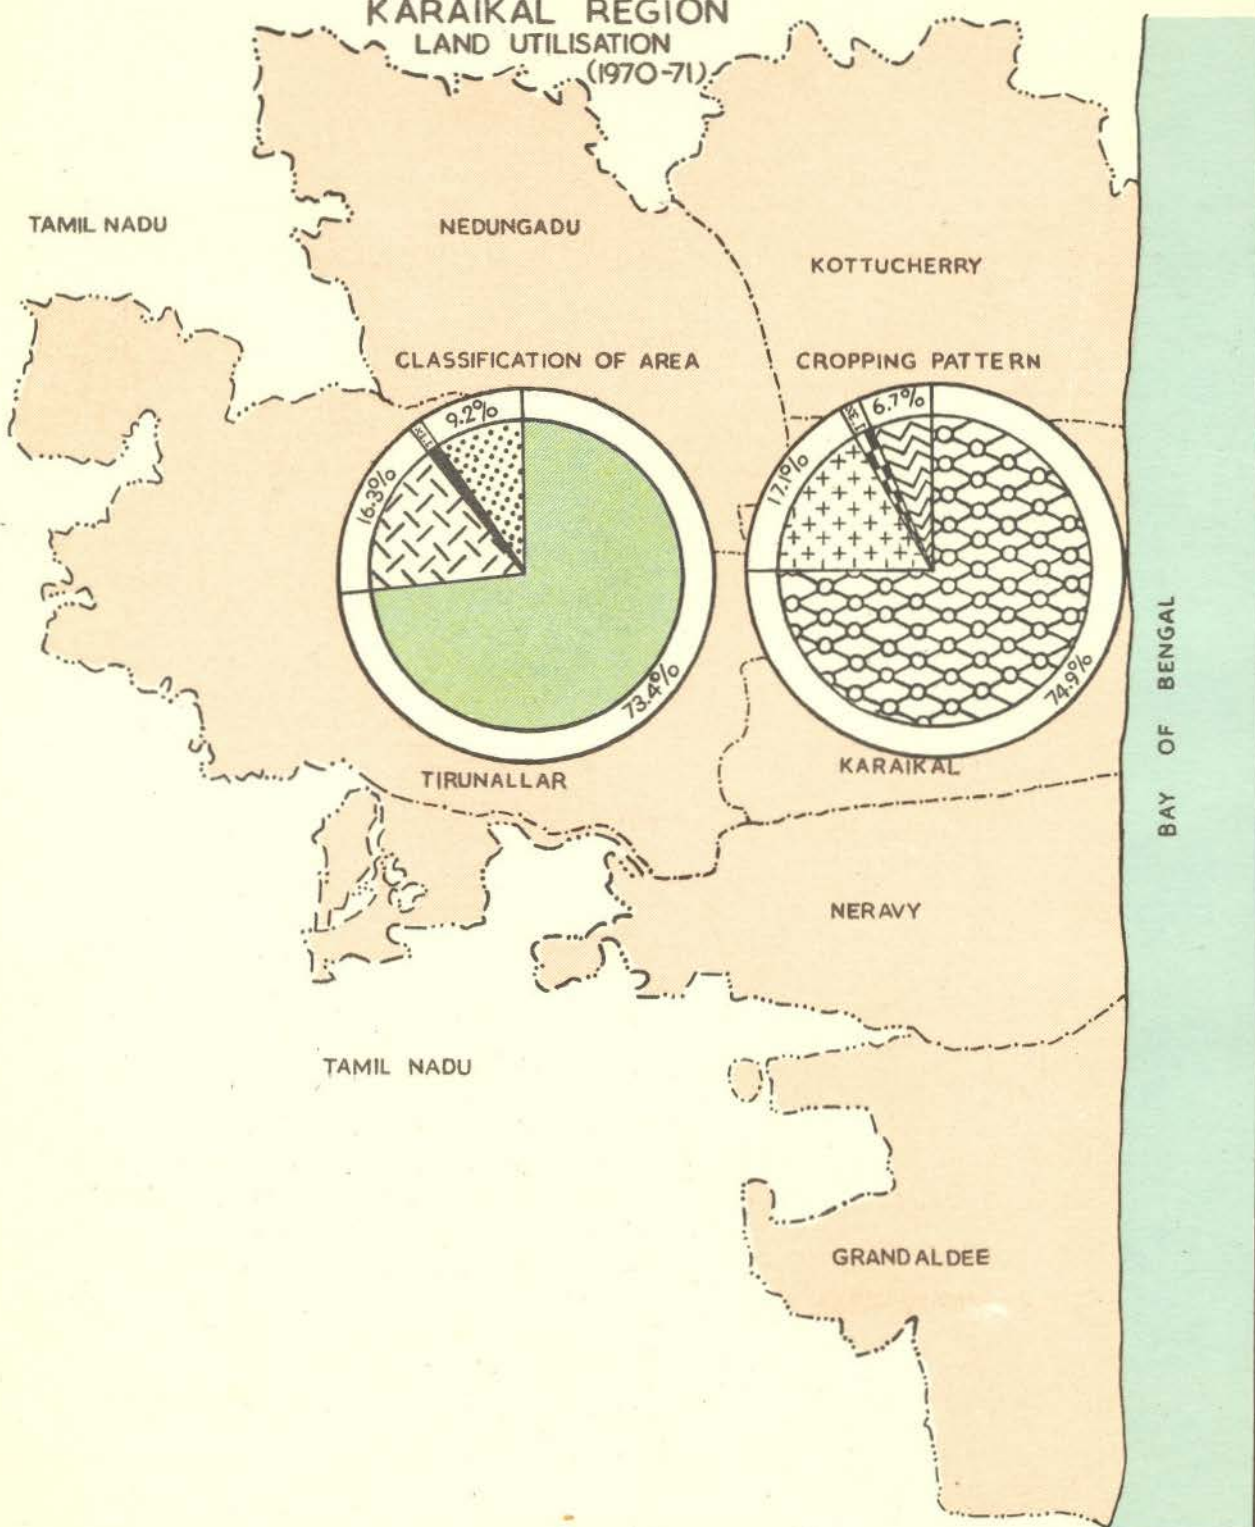 KARAIKAL REGION
LAND UTILISATION
(1970-71)
TAMIL NADU
NEDUNGADU
KOTTUCHERRY
CLASSIFICATION OF AREA
CROPPING PATTERN
9.2%
16.3%
73.4%
6.7%
17.1%
74.9%
TIRUNALLAR
KARAIKAL
BAY OF BENGAL
NERAVY
TAMIL NADU
GRANDALDEE